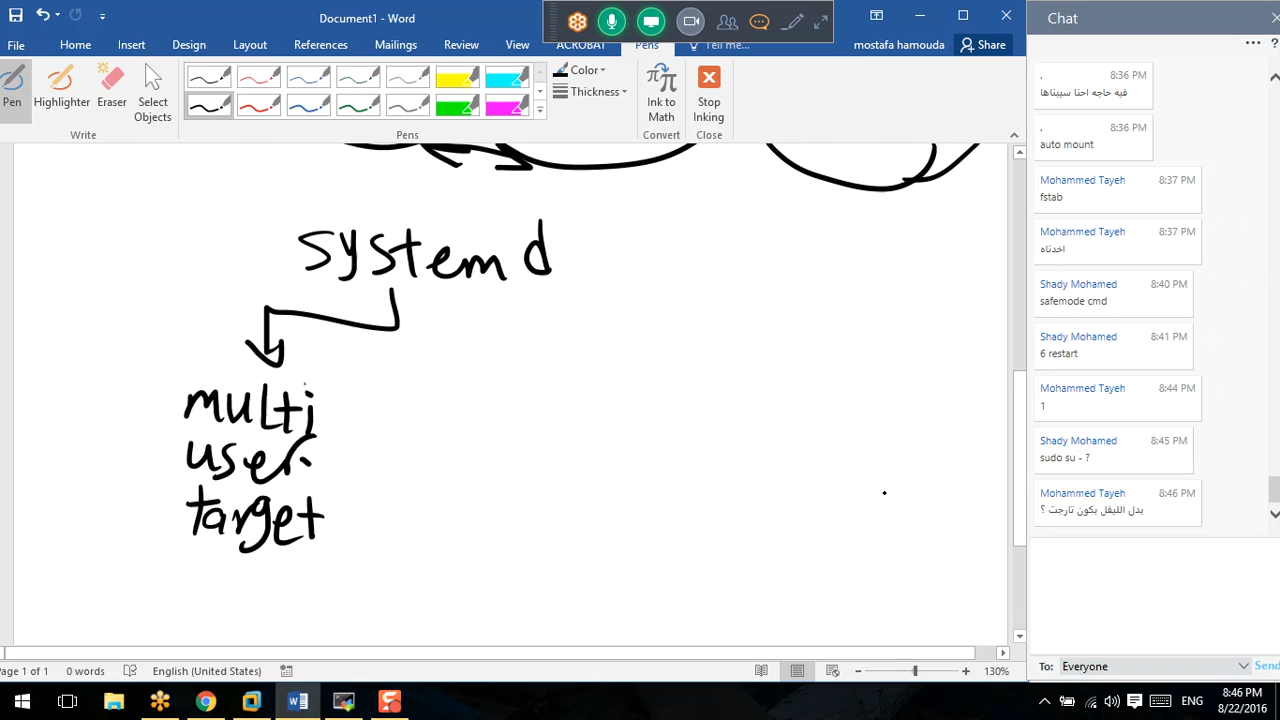 Document1 - Word
File
Home
Insert
Design
Layout
References
Mailings
Review
View
ACROBAT
Pens
Tell me...
mostafa hamouda
Share
Pen
Highlighter
Eraser
Select
Objects
Color
Thickness
Ink to
Math
Stop
Inking
Write
Pens
Convert
Close
system d
multi
user
target
Page 1 of 1
0 words
English (United States)
130%
Chat
. 8:36 PM
فيه حاجه احنا سيبناها
. 8:36 PM
auto mount
Mohammed Tayeh 8:37 PM
fstab
Mohammed Tayeh 8:37 PM
اخدناه
Shady Mohamed 8:40 PM
safemode cmd
Shady Mohamed 8:41 PM
6 restart
Mohammed Tayeh 8:44 PM
1
Shady Mohamed 8:45 PM
sudo su - ?
Mohammed Tayeh 8:46 PM
بدل الليفل بكون تارجت ؟
To: Everyone
Send
ENG
8:46 PM
8/22/2016